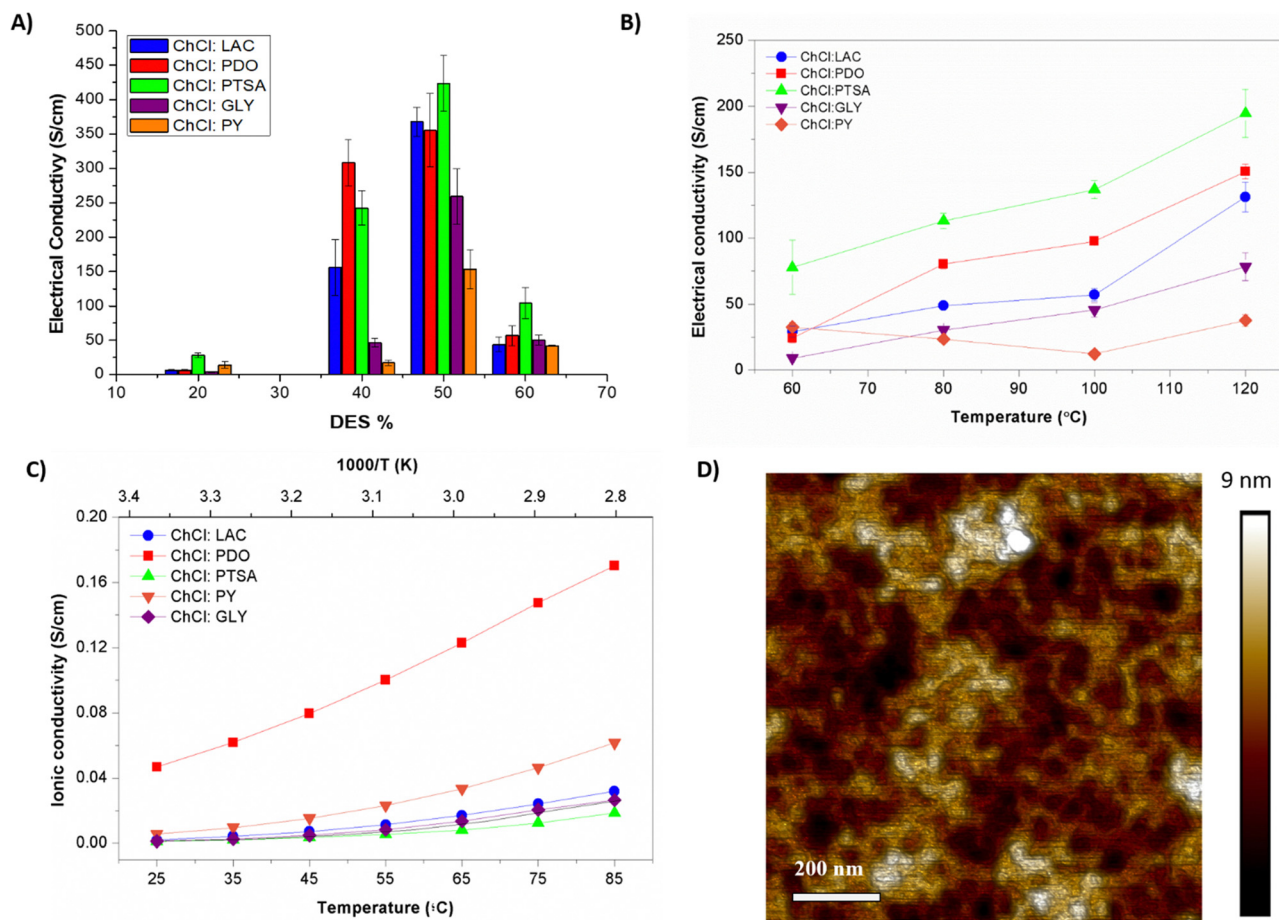 A)
Electrical Conductivy (S/cm)
500
450
400
350
300
250
200
150
100
50
0
ChCl: LAC
ChCl: PDO
ChCl: PTSA
ChCl: GLY
ChCl: PY
10 20 30 40 50 60 70
DES %
B)
Electrical conductivity (S/cm)
250
200
150
100
50
0
ChCl:LAC
ChCl:PDO
ChCl:PTSA
ChCl:GLY
ChCl:PY
60 70 80 90 100 110 120
Temperature (°C)
C)
1000/T (K)
3.4 3.3 3.2 3.1 3.0 2.9 2.8
Ionic conductivity (S/cm)
0.20
0.16
0.12
0.08
0.04
0.00
ChCl: LAC
ChCl: PDO
ChCl: PTSA
ChCl: PY
ChCl: GLY
25 35 45 55 65 75 85
Temperature (C)
D)
9 nm
200 nm